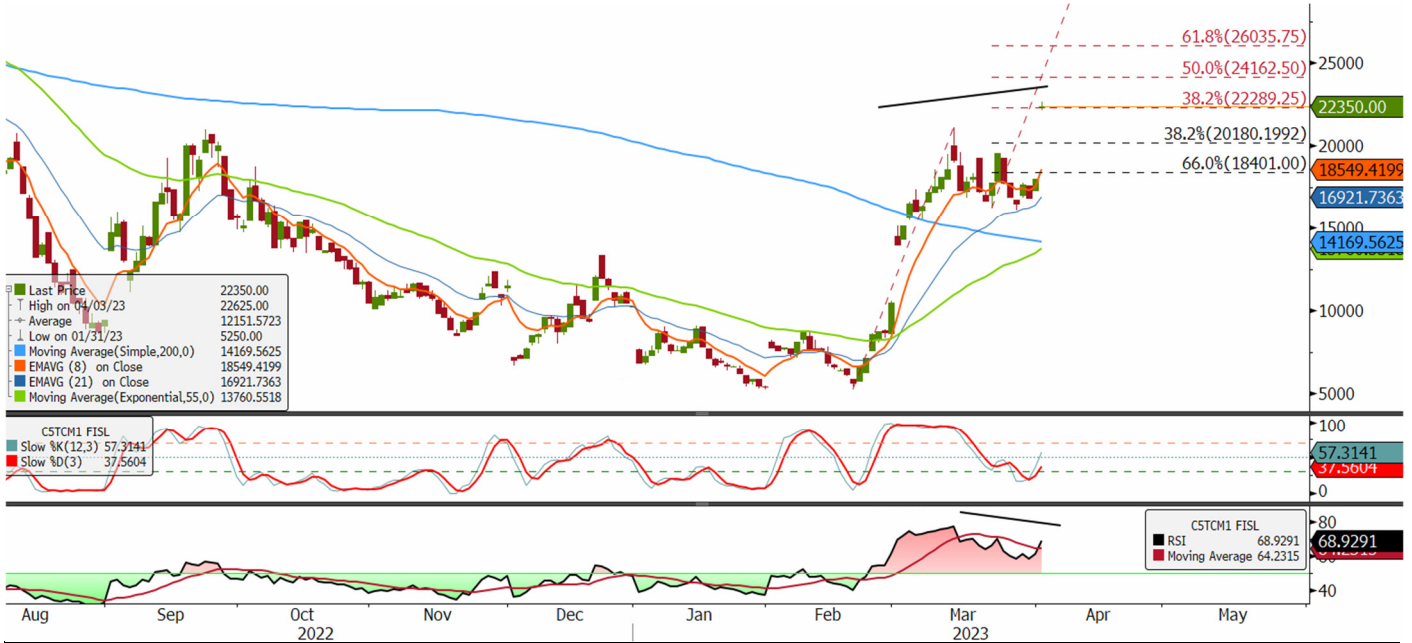 61.8%(26035.75)
25000
50.0%(24162.50)
38.2%(22289.25)
22350.00
38.2%(20180.1992
20000
66.0%(18401.00)
18549.4199
16921.7363
15000
14169.5625
Last Price 22350.00
High on 04/03/23 22625.00
Average 12151.5723
Low on 01/31/23 5250.00
Moving Average(Simple,200,0) 14169.5625
EMAVG (8) on Close 18549.4199
EMAVG (21) on Close 16921.7363
Moving Average(Exponential,55,0) 13760.5518
10000
5000
C5TCM1 FISL
Slow %K(12,3) 57.3141
Slow %D(3) 37.5604
100
57.3141
37.5604
0
C5TCM1 FISL
RSI 68.9291
Moving Average 64.2315
80
68.9291
40
Aug Sep Oct Nov Dec Jan Feb Mar Apr May
2022 2023